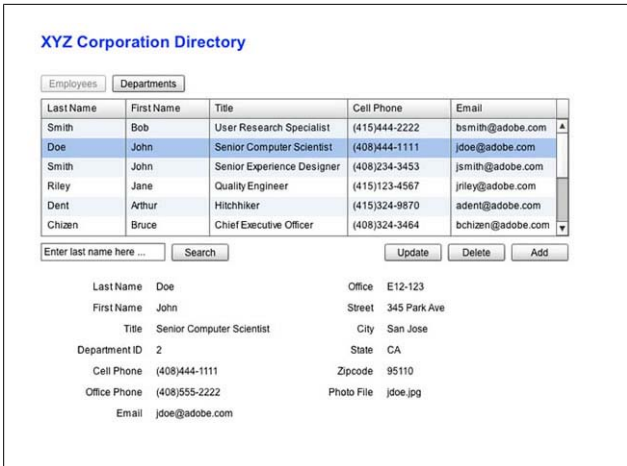 XYZ Corporation Directory
Employees Departments
Last Name First Name Title Cell Phone Email
Smith Bob User Research Specialist (415)444-2222 bsmith@adobe.com
Doe John Senior Computer Scientist (408)444-1111 jdoe@adobe.com
Smith John Senior Experience Designer (408)234-3453 jsmith@adobe.com
Riley Jane Quality Engineer (415)123-4567 jriley@adobe.com
Dent Arthur Hitchhiker (415)324-9870 adent@adobe.com
Chizen Bruce Chief Executive Officer (408)324-3464 bchizen@adobe.com
Enter last name here ... Search Update Delete Add
Last Name Doe Office E12-123
First Name John Street 345 Park Ave
Title Senior Computer Scientist City San Jose
Department ID 2 State CA
Cell Phone (408)444-1111 Zipcode 95110
Office Phone (408)555-2222 Photo File jdoe.jpg
Email jdoe@adobe.com